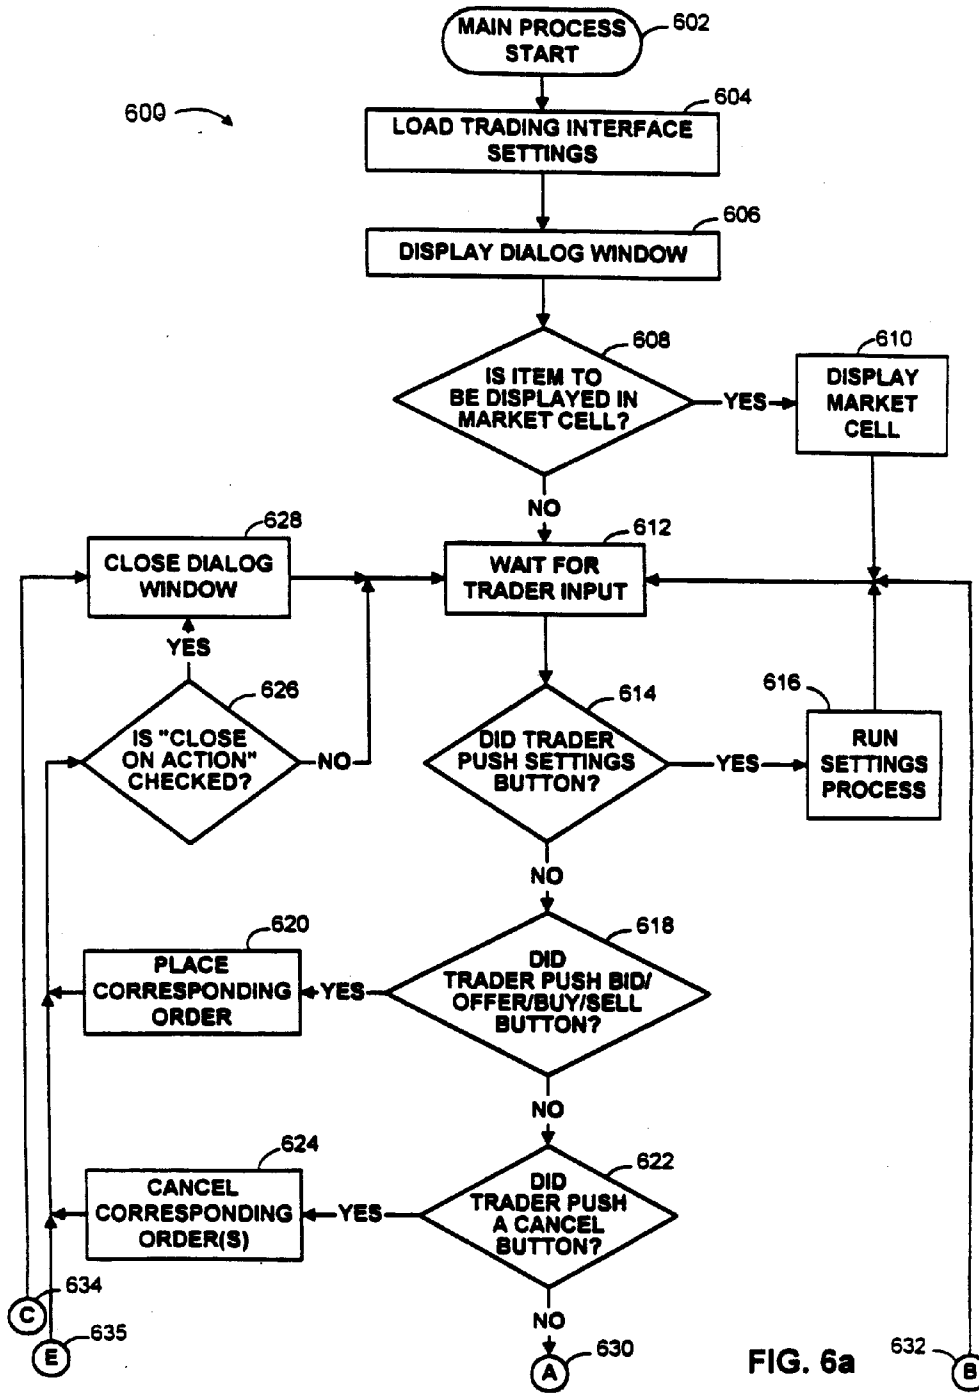 MAIN PROCESS
START
602
600
604
LOAD TRADING INTERFACE
SETTINGS
606
DISPLAY DIALOG WINDOW
608
IS ITEM TO
BE DISPLAYED IN
MARKET CELL?
YES
610
DISPLAY
MARKET
CELL
NO
628
CLOSE DIALOG
WINDOW
612
WAIT FOR
TRADER INPUT
YES
626
IS "CLOSE
ON ACTION"
CHECKED?
NO
614
DID TRADER
PUSH SETTINGS
BUTTON?
YES
616
RUN
SETTINGS
PROCESS
NO
620
PLACE
CORRESPONDING
ORDER
YES
618
DID
TRADER PUSH BID/
OFFER/BUY/SELL
BUTTON?
NO
624
CANCEL
CORRESPONDING
ORDER(S)
YES
622
DID
TRADER PUSH
A CANCEL
BUTTON?
NO
C
634
E
635
A
630
FIG. 6a
632
B